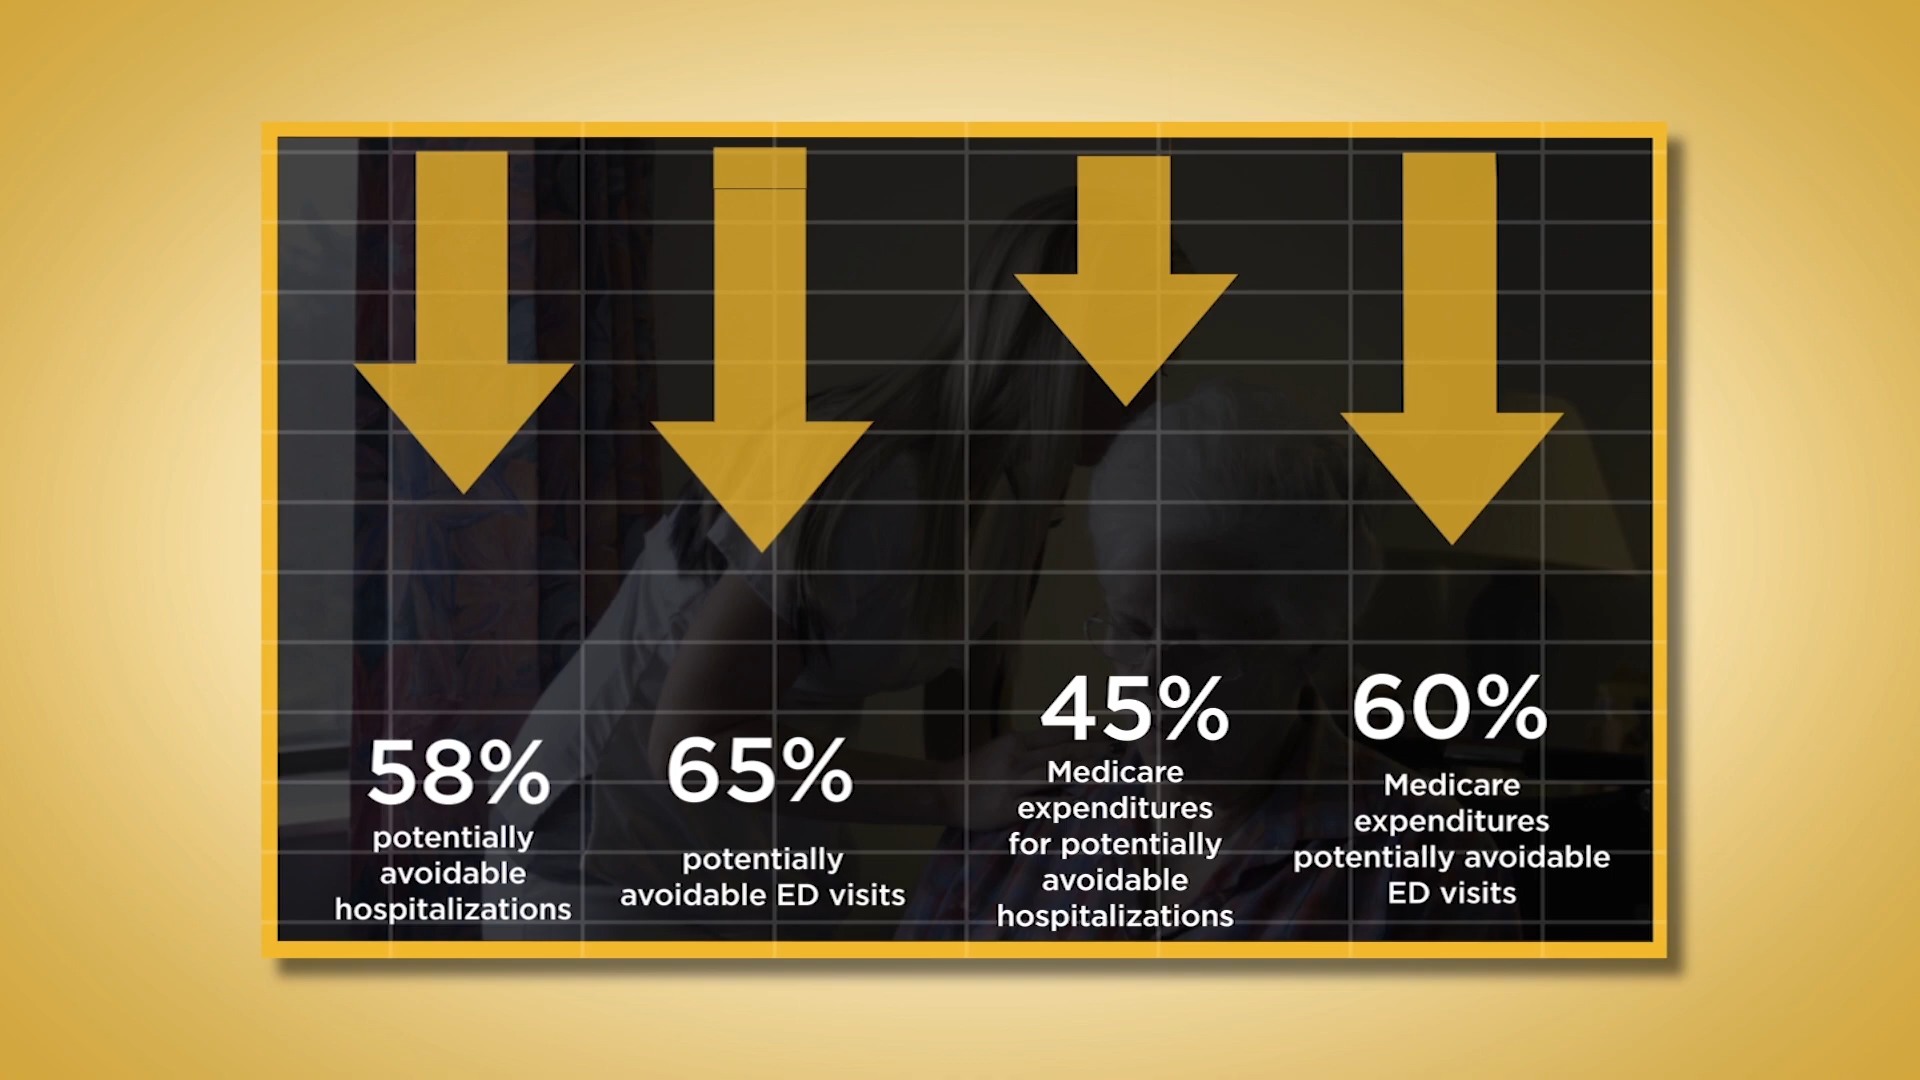 58%
potentially
avoidable
hospitalizations
65%
potentially
avoidable ED visits
45%
Medicare
expenditures
for potentially
avoidable
hospitalizations
60%
Medicare
expenditures
potentially avoidable
ED visits